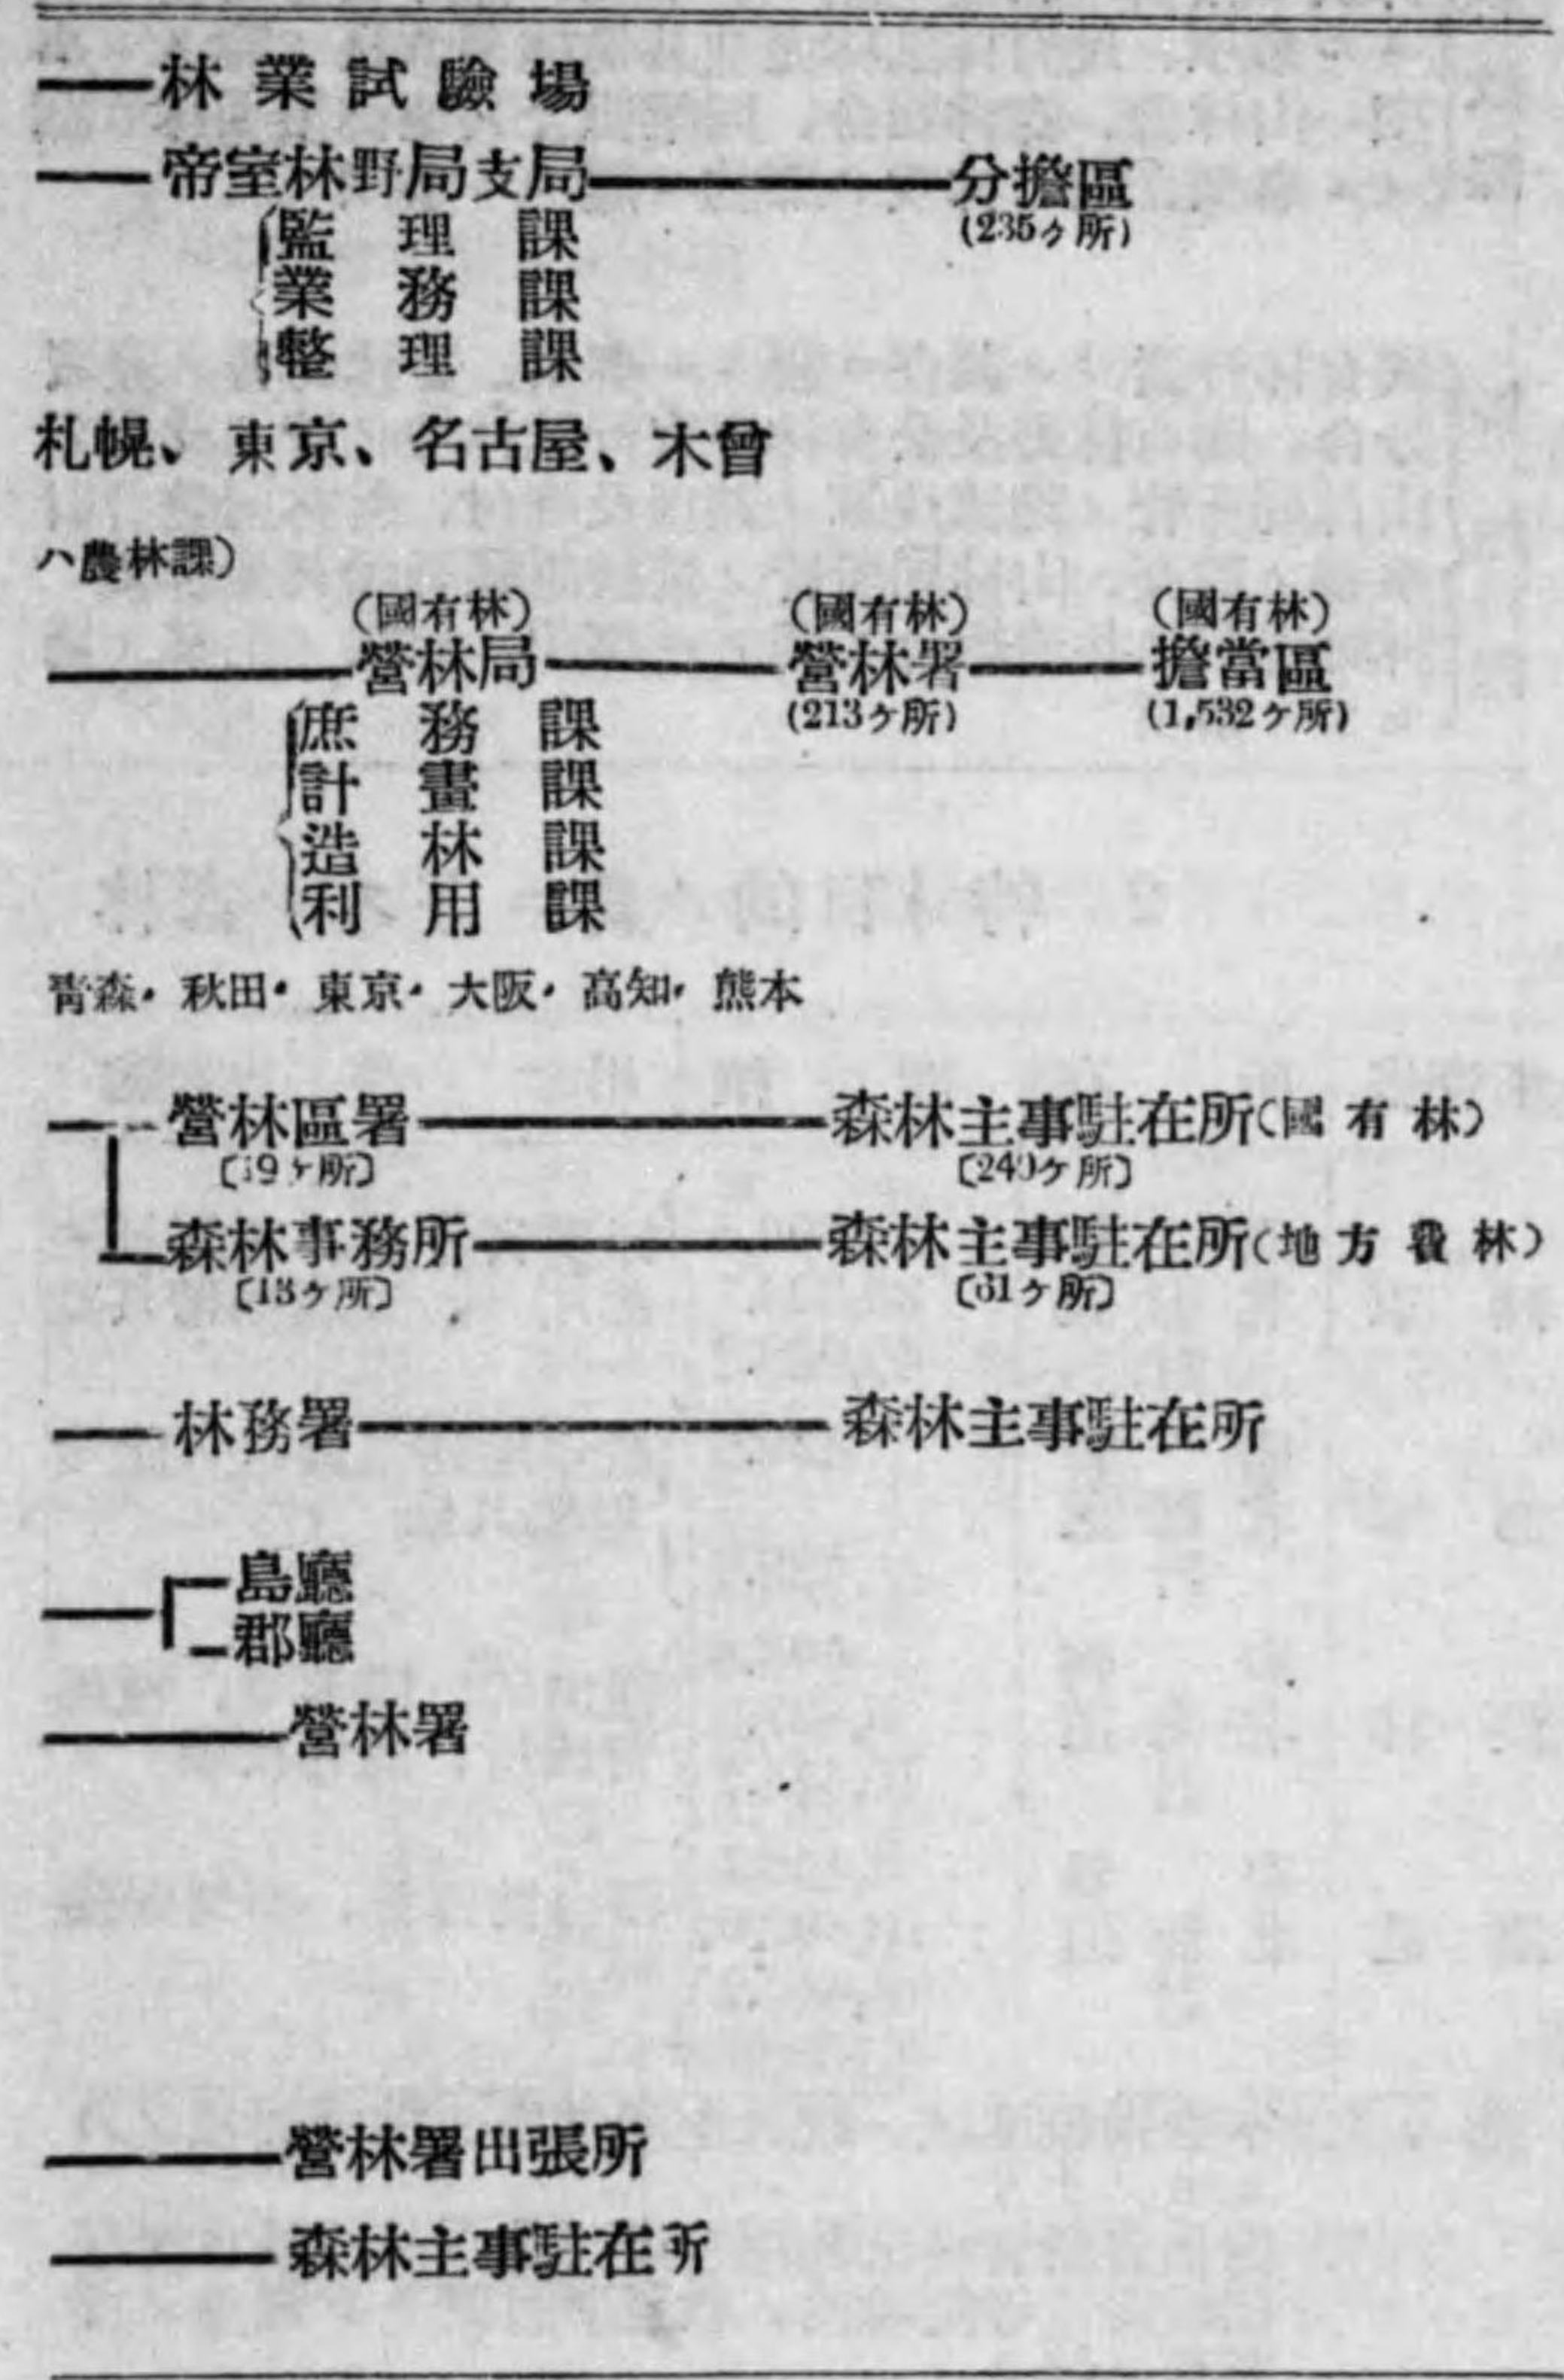 林業試驗場
帝室林野局支局 分擔區
(235ヶ所)
監理課
業務課
整理課
札幌、東京、名古屋、木曾
ハ農林課)
(國有林) (國有林) (國有林)
營林局 營林署 擔當區
(213ヶ所) (1,532ヶ所)
庶務課
計畫課
造林課
利用課
靑森・秋田・東京・大阪・高知・熊本
營林區署 森林主事駐在所(國有林)
森林事務所 森林主事駐在所(地方費林)
〔13ヶ所〕
林務署 森林主事駐在所
島廳
郡廳
營林署
營林署出張所
森林主事駐在所